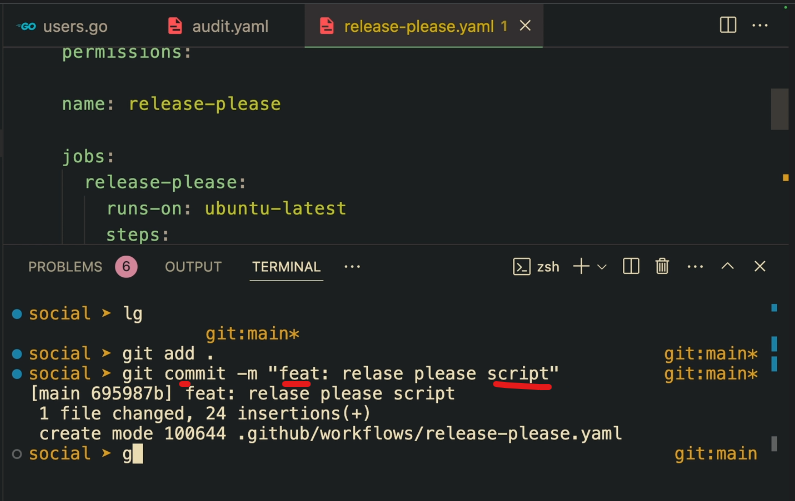 GO users.go audit.yaml release-please.yaml 1
permissions:
name: release-please
jobs:
release-please:
runs-on: ubuntu-latest
steps:
PROBLEMS 6 OUTPUT TERMINAL zsh
social ➤ lg
git:main*
social ➤ git add . git:main*
social ➤ git commit -m "feat: relase please script" git:main*
[main 695987b] feat: relase please script
1 file changed, 24 insertions(+)
create mode 100644 .github/workflows/release-please.yaml
social ➤ g git:main